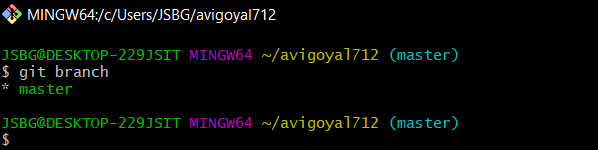 MINGW64:/c/Users/JSBG/avigoyal712
JSBG@DESKTOP-229JSIT MINGW64 ~/avigoyal712 (master)
$ git branch
* master
JSBG@DESKTOP-229JSIT MINGW64 ~/avigoyal712 (master)
$